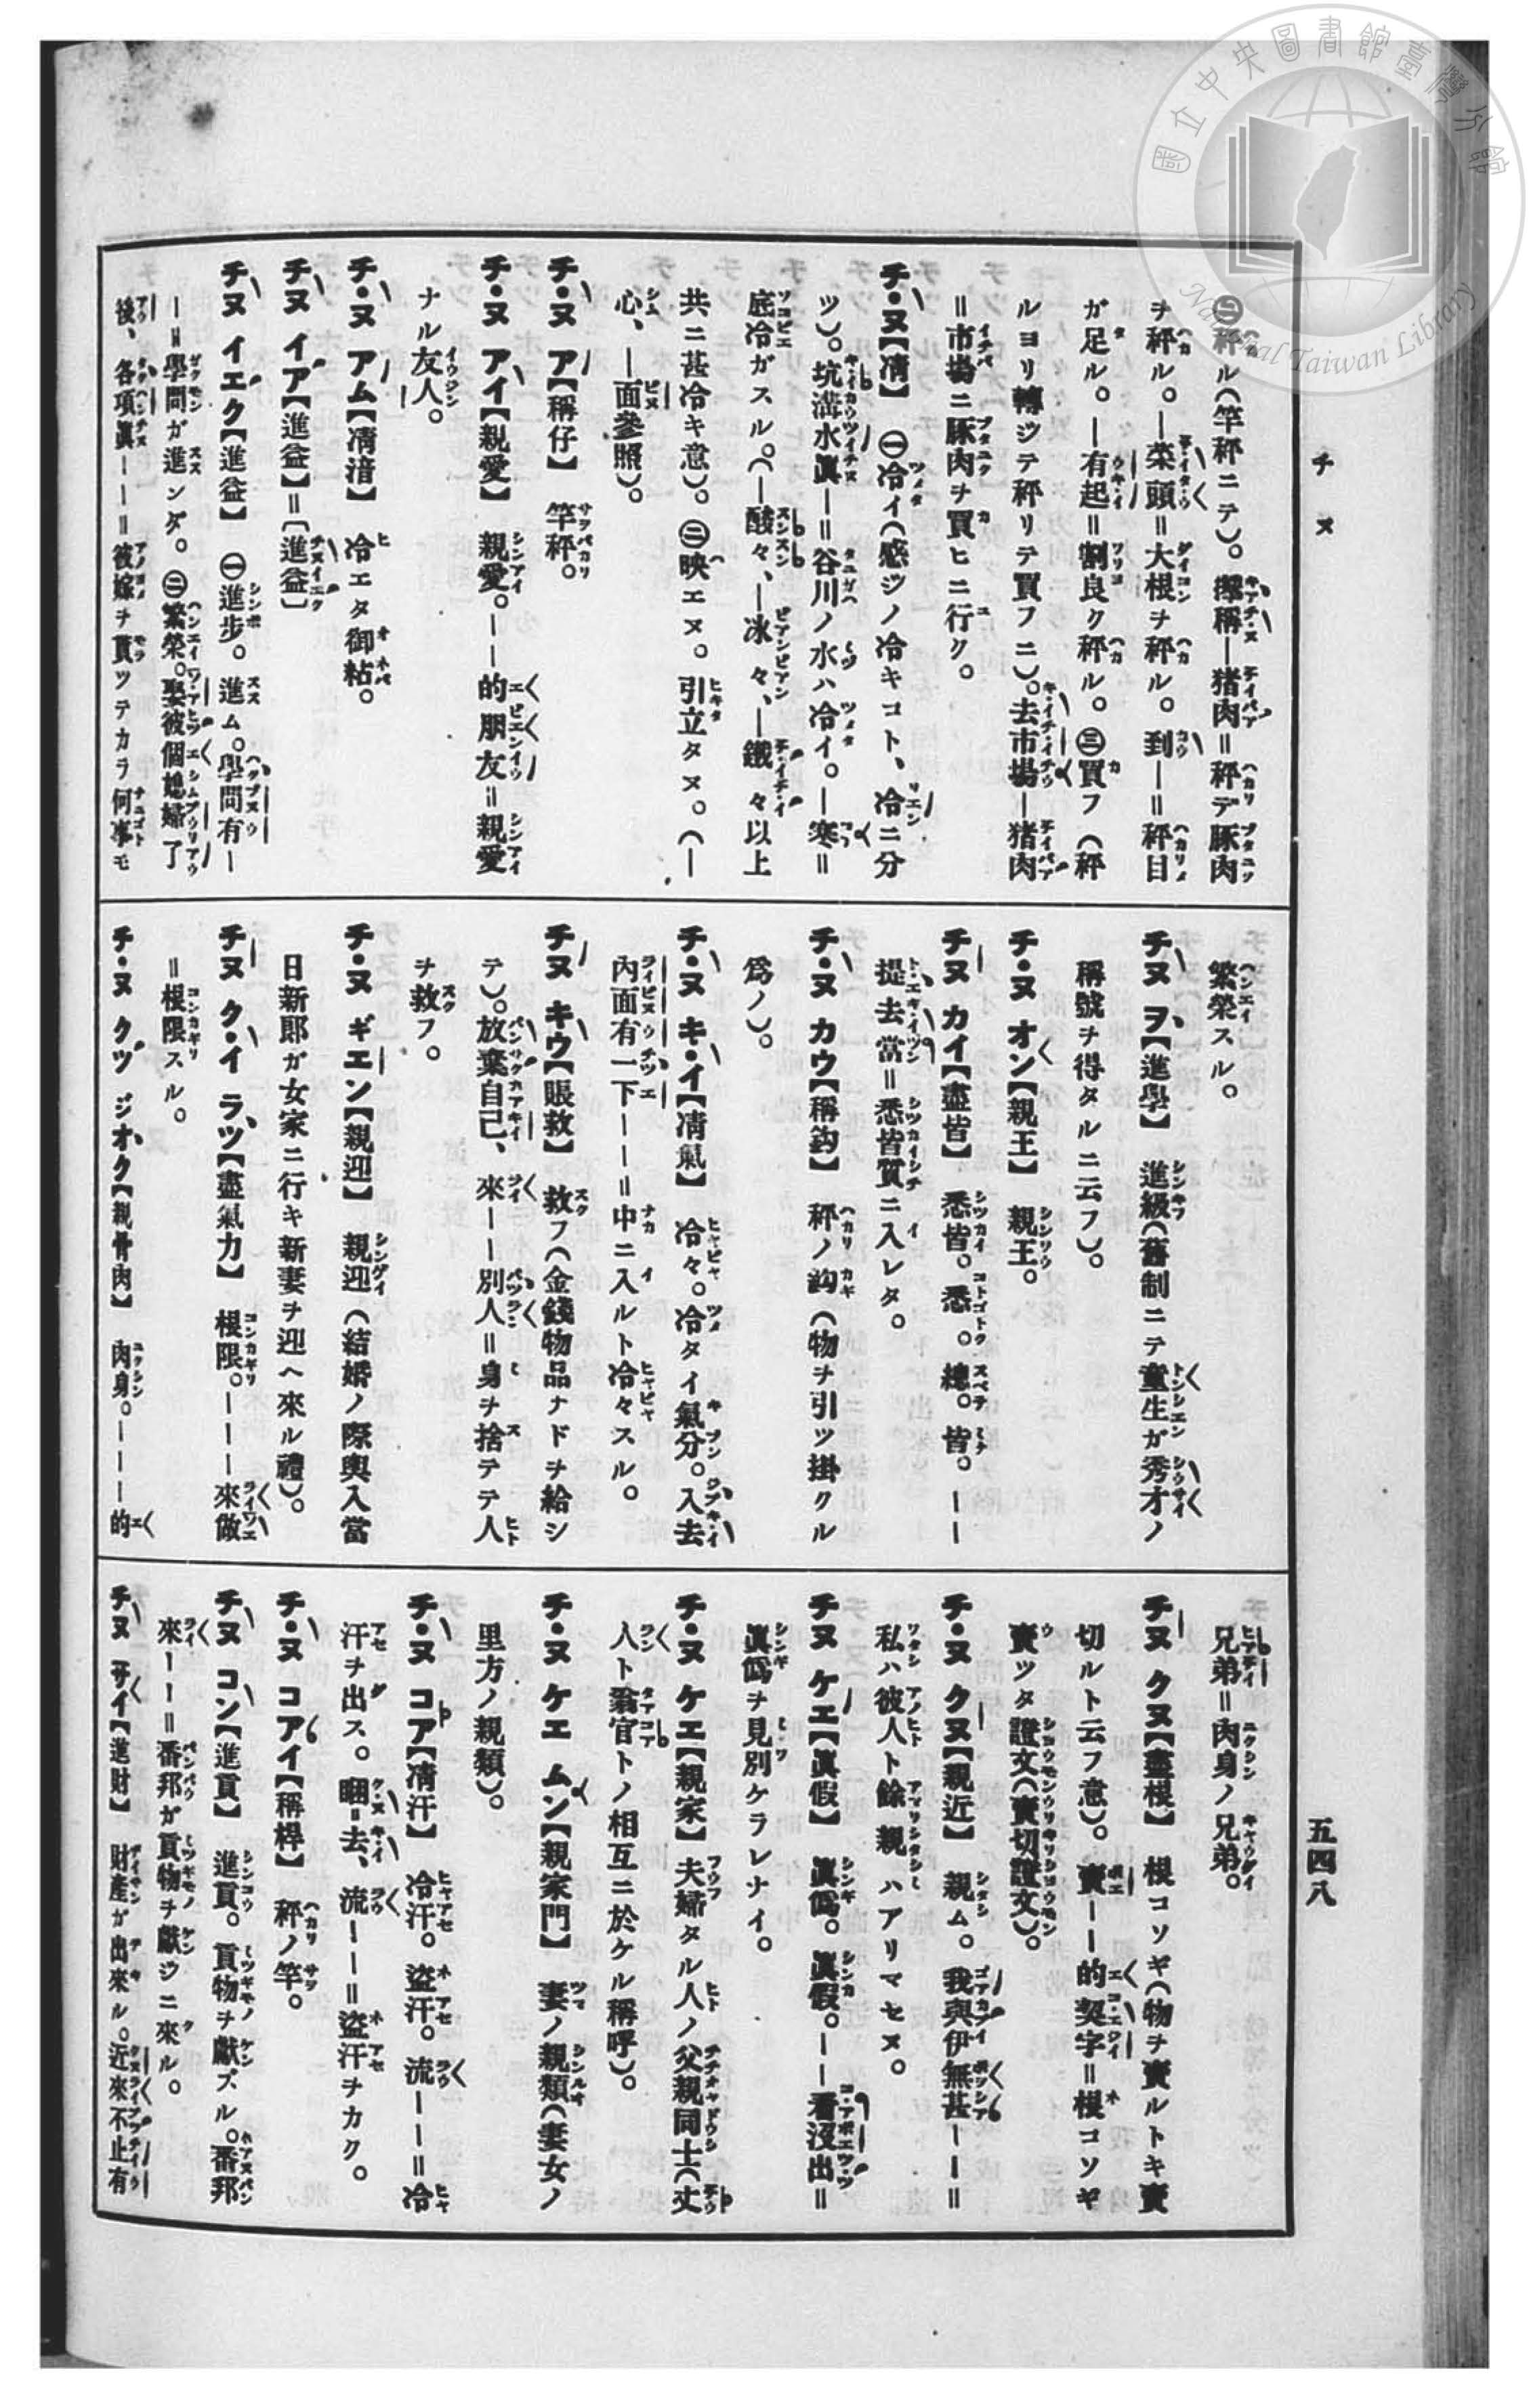 國立中央圖書館臺灣分館
National Taiwan Library
チヌ
五四八
㊁秤ル(竿秤ニテ)。攑稱—猪肉＝秤デ豚肉
ヲ秤ル。—菜頭＝大根ヲ秤ル。到—＝秤目
ガ足ル。—有起＝割良ク秤ル。㊂買フ(秤
ルヨリ轉ジテ秤リテ買フニ)。去市場—猪肉
＝市場ニ豚肉ヲ買ヒニ行ク。
チ・ヌ【凊】 ㊀冷イ(感ジノ冷キコト、冷ニ分
ツ)。坑溝水眞—＝谷川ノ水ハ冷イ。—寒＝
底冷ガスル。(—酸々、—冰々、—鐵々以上
共ニ甚冷キ意)。㊁映エヌ。引立タヌ。(—
心、—面參照)。
チ・ヌ ア【稱仔】 竿秤。
チ・ヌ アイ【親愛】 親愛。——的朋友＝親愛
ナル友人。
チ・ヌ アム【凊湆】 冷エタ御粘。
チヌ イア【進益】＝〔進益〕
チヌ イエク【進益】 ㊀進步。進ム。學問有—
—＝學問ガ進ンダ。㊁繁榮。娶彼個媳婦了
後、各項眞——＝彼嫁ヲ貰ツテカラ何事モ
繁榮スル。
チヌ ヲ【進學】 進級(舊制ニテ童生ガ秀才ノ
稱號ヲ得タルニ云フ)。
チ・ヌ オン【親王】 親王。
チヌ カイ【盡皆】 悉皆。悉。總。皆。——
提去當＝悉皆質ニ入レタ。
チ・ヌ カウ【稱鈎】 秤ノ鈎(物ヲ引ツ掛クル
爲ノ)。
チ・ヌ キ・イ【凊氣】 冷々。冷タイ氣分。入去
內面有一下——＝中ニ入ルト冷々スル。
チヌ キウ【賑救】 救フ(金錢物品ナドヲ給シ
テ)。放棄自己、來——別人＝身ヲ捨テテ人
ヲ救フ。
チ・ヌ ギエン【親迎】 親迎(結婚ノ際輿入當
日新郎ガ女家ニ行キ新妻ヲ迎ヘ來ル禮)。
チヌ ク・イ ラツ【盡氣力】 根限。———來做
＝根限スル。
チ・ヌ クツ ジオク【親骨肉】 肉身。———的
兄弟＝肉身ノ兄弟。
チヌ クヌ【盡根】 根コソギ(物ヲ賣ルトキ賣
切ルト云フ意)。賣——的契字＝根コソギ
賣ツタ證文(賣切證文)。
チ・ヌ クヌ【親近】 親ム。我與伊無甚——＝
私ハ彼人ト餘親ハアリマセヌ。
チヌ ケエ【眞假】 眞僞。眞假。——看沒出＝
眞僞ヲ見別ケラレナイ。
チ・ヌ ケエ【親家】 夫婦タル人ノ父親同士(丈
人ト翁官トノ相互ニ於ケル稱呼)。
チ・ヌ ケエ ムン【親家門】 妻ノ親類(妻女ノ
里方ノ親類)。
チ・ヌ コア【凊汗】 冷汗。盜汗。流——＝冷
汗ヲ出ス。睏去、流——＝盜汗ヲカク。
チ・ヌ コアイ【稱桿】 秤ノ竿。
チヌ コン【進貢】 進貢。貢物ヲ獻ズル。番邦
來——＝番邦ガ貢物ヲ獻ジニ來ル。
チヌ サイ【進財】 財產ガ出來ル。近來不止有